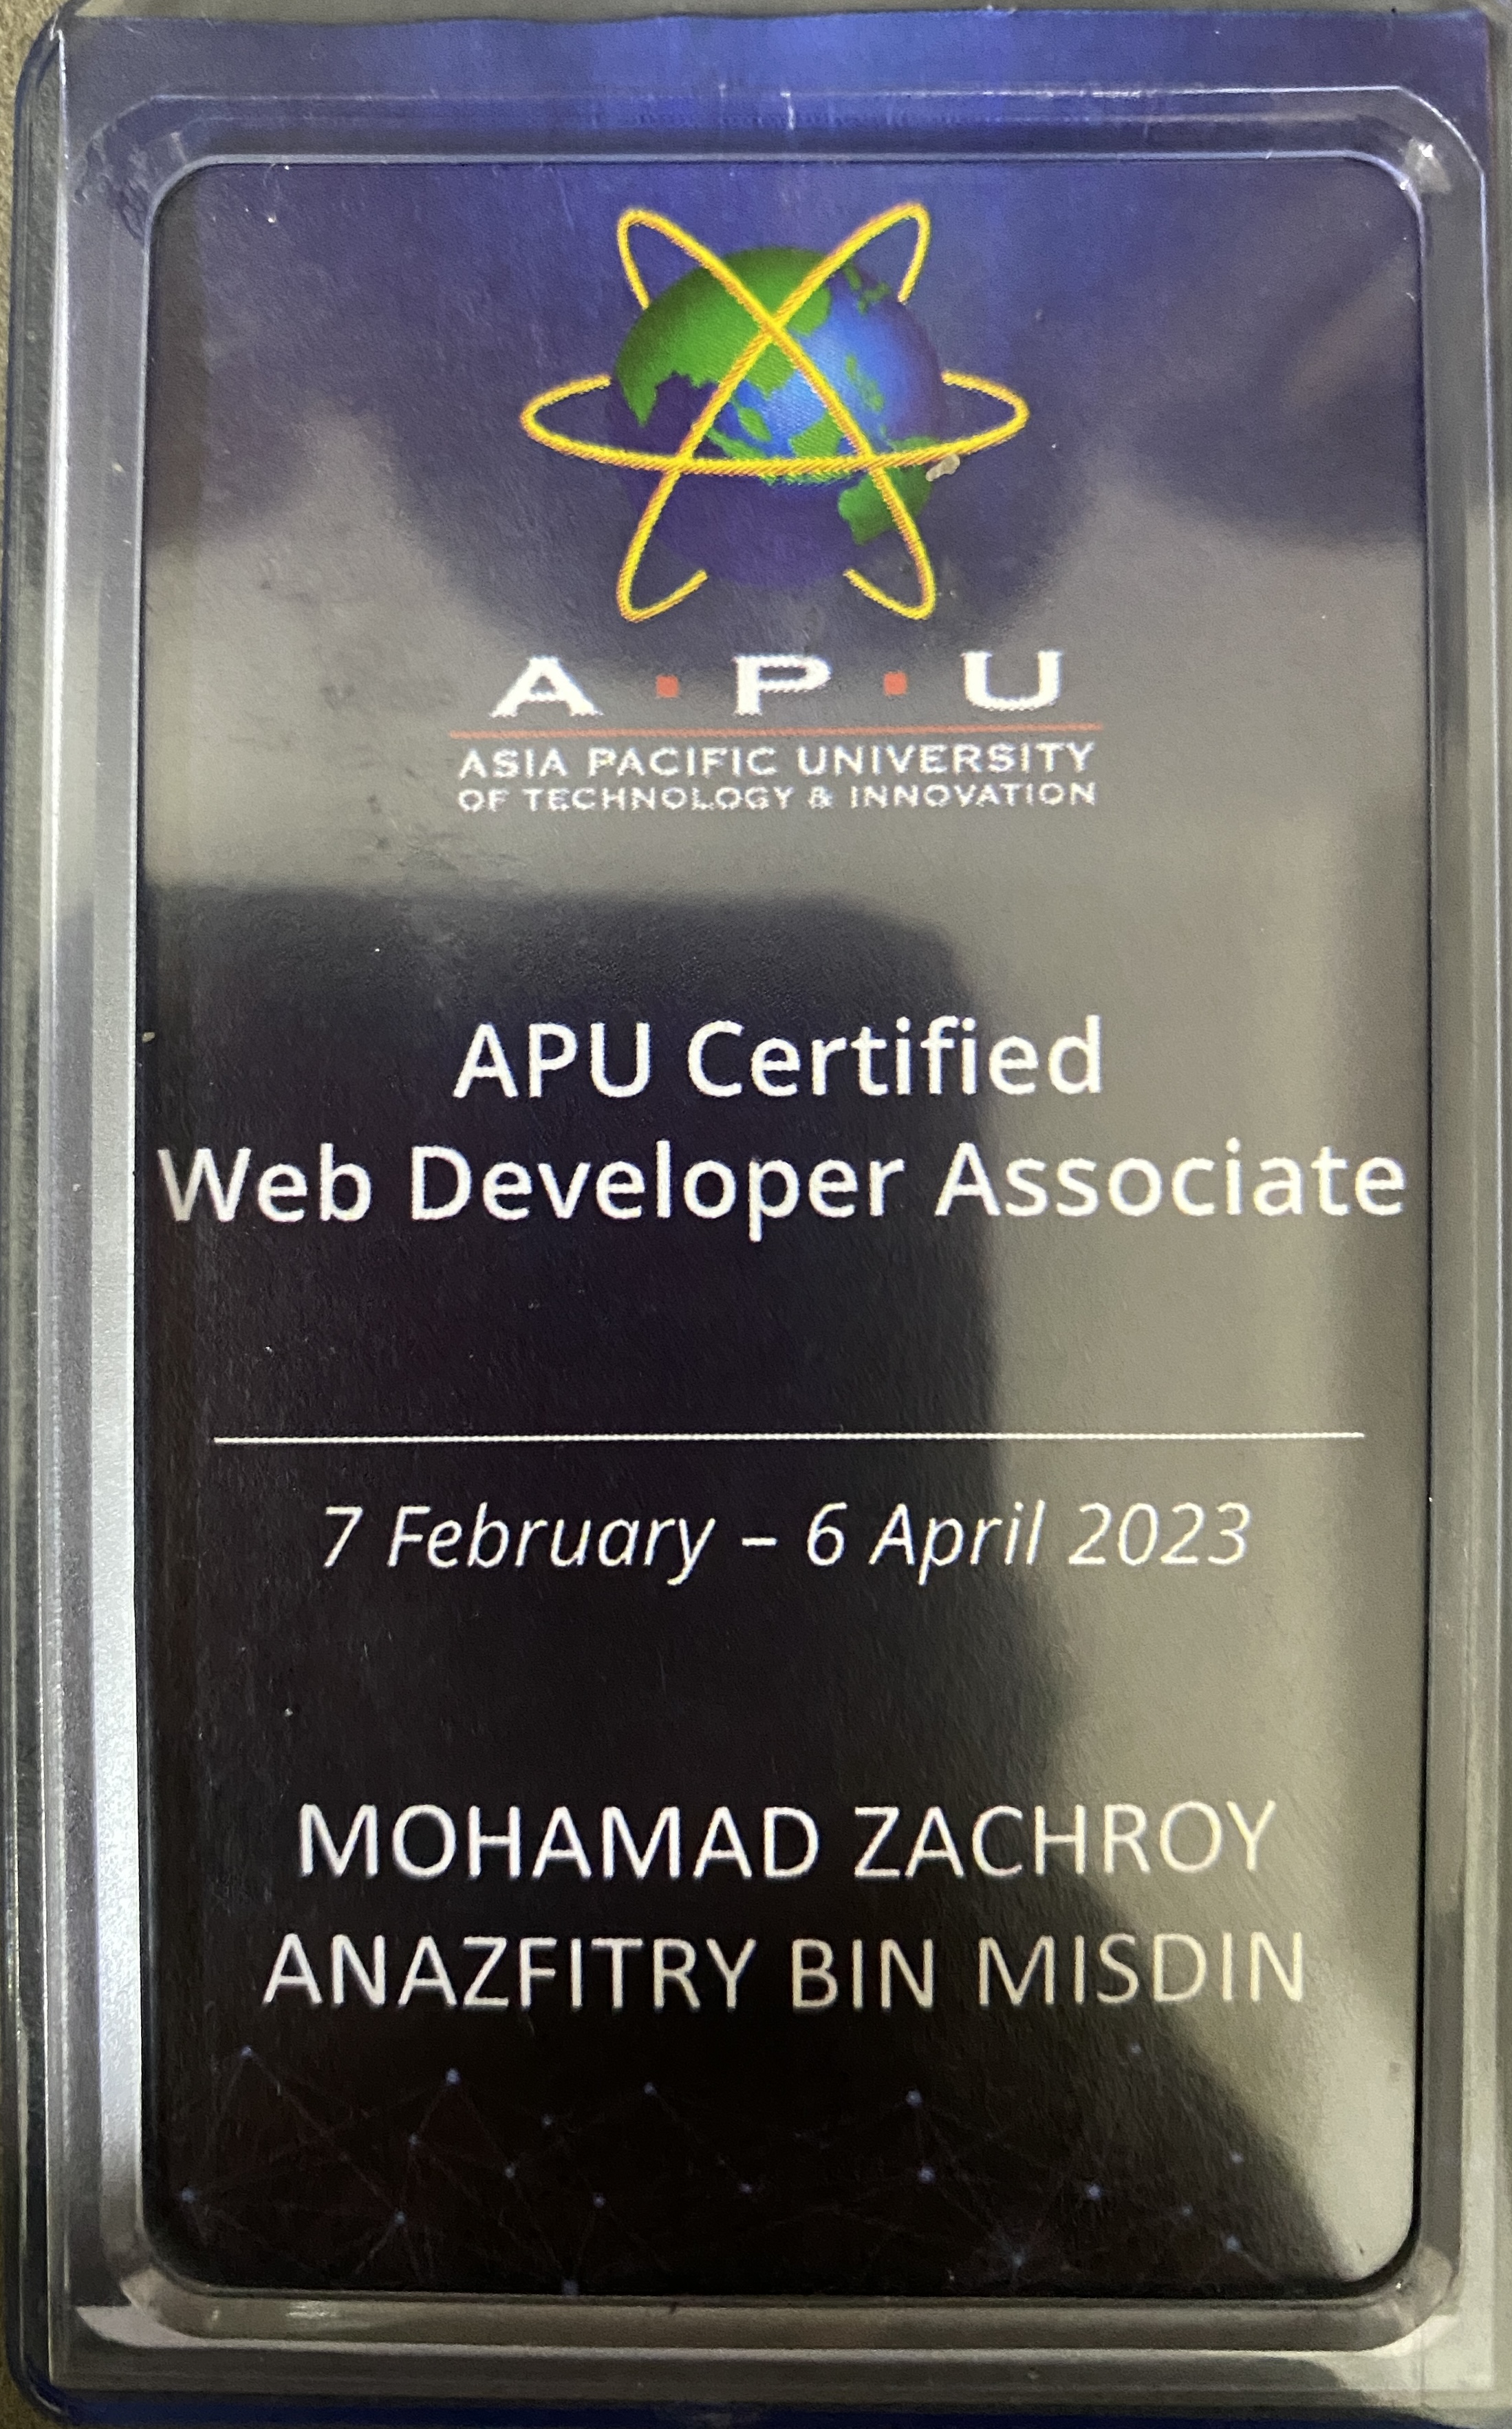 A·P·U
ASIA PACIFIC UNIVERSITY
OF TECHNOLOGY & INNOVATION
APU Certified
Web Developer Associate
7 February – 6 April 2023
MOHAMAD ZACHROY
ANAZFITRY BIN MISDIN